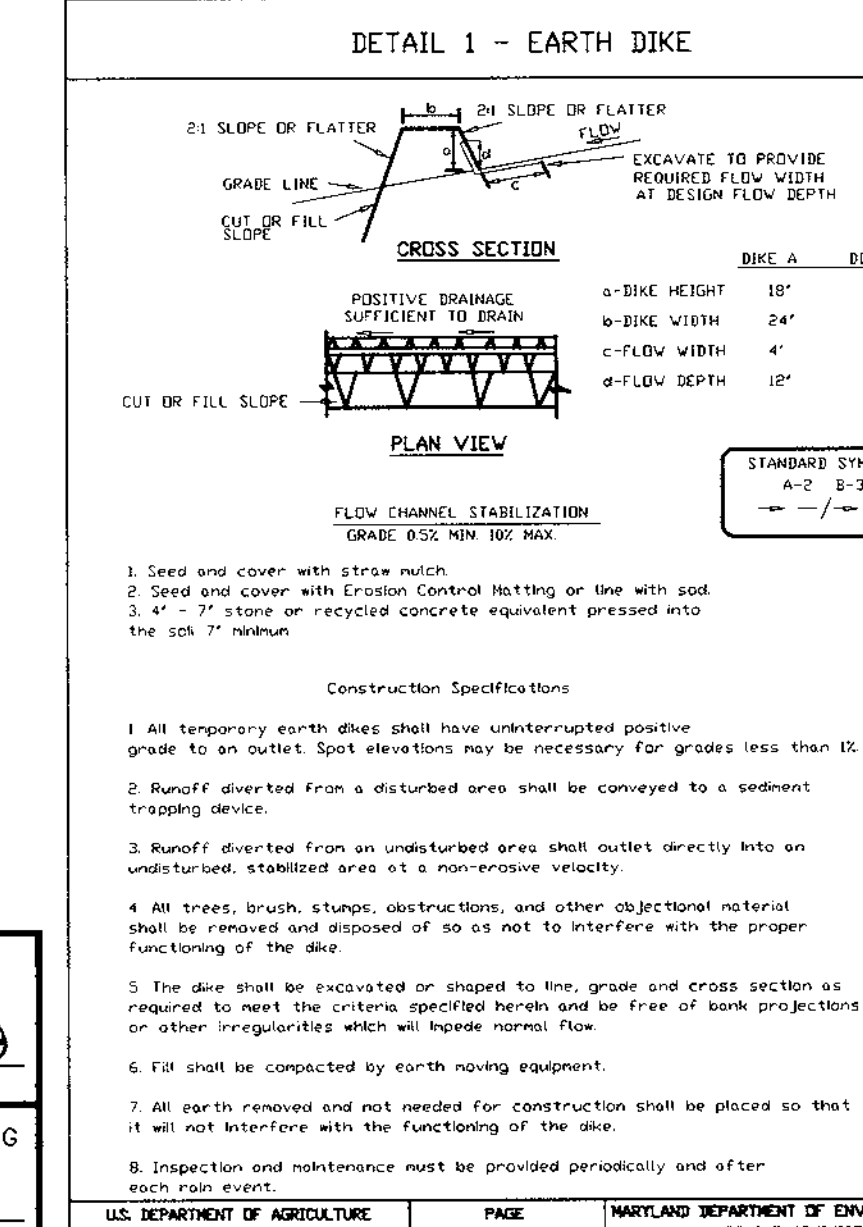 DETAIL 1 - EARTH DIKE
b
2:1 SLOPE OR FLATTER
2:1 SLOPE OR FLATTER
FLOW
a
d
EXCAVATE TO PROVIDE
REQUIRED FLOW WIDTH
AT DESIGN FLOW DEPTH
GRADE LINE
c
CUT OR FILL
SLOPE
CROSS SECTION
DIKE A
a-DIKE HEIGHT 18"
b-DIKE WIDTH 24"
c-FLOW WIDTH 4'
d-FLOW DEPTH 12"
POSITIVE DRAINAGE
SUFFICIENT TO DRAIN
CUT OR FILL SLOPE
PLAN VIEW
STANDARD
A-2 B-3
FLOW CHANNEL STABILIZATION
GRADE 0.5% MIN. 10% MAX.
1. Seed and cover with straw mulch.
2. Seed and cover with Erosion Control Matting or line with sod.
3. 4" - 7" stone or recycled concrete equivalent pressed into
the soil 7" minimum
Construction Specifications
1 All temporary earth dikes shall have uninterrupted positive
grade to an outlet. Spot elevations may be necessary for grades less than 1%.
2. Runoff diverted from a disturbed area shall be conveyed to a sediment
trapping device.
3. Runoff diverted from an undisturbed area shall outlet directly into an
undisturbed, stabilized area at a non-erosive velocity.
4 All trees, brush, stumps, obstructions, and other objectional material
shall be removed and disposed of so as not to interfere with the proper
functioning of the dike.
5 The dike shall be excavated or shaped to line, grade and cross section as
required to meet the criteria specified herein and be free of bank projections
or other irregularities which will impede normal flow.
6. Fill shall be compacted by earth moving equipment.
7. All earth removed and not needed for construction shall be placed so that
it will not interfere with the functioning of the dike.
8. Inspection and maintenance must be provided periodically and after
each rain event.
G
U.S. DEPARTMENT OF AGRICULTURE
PAGE
MARYLAND DEPARTMENT OF